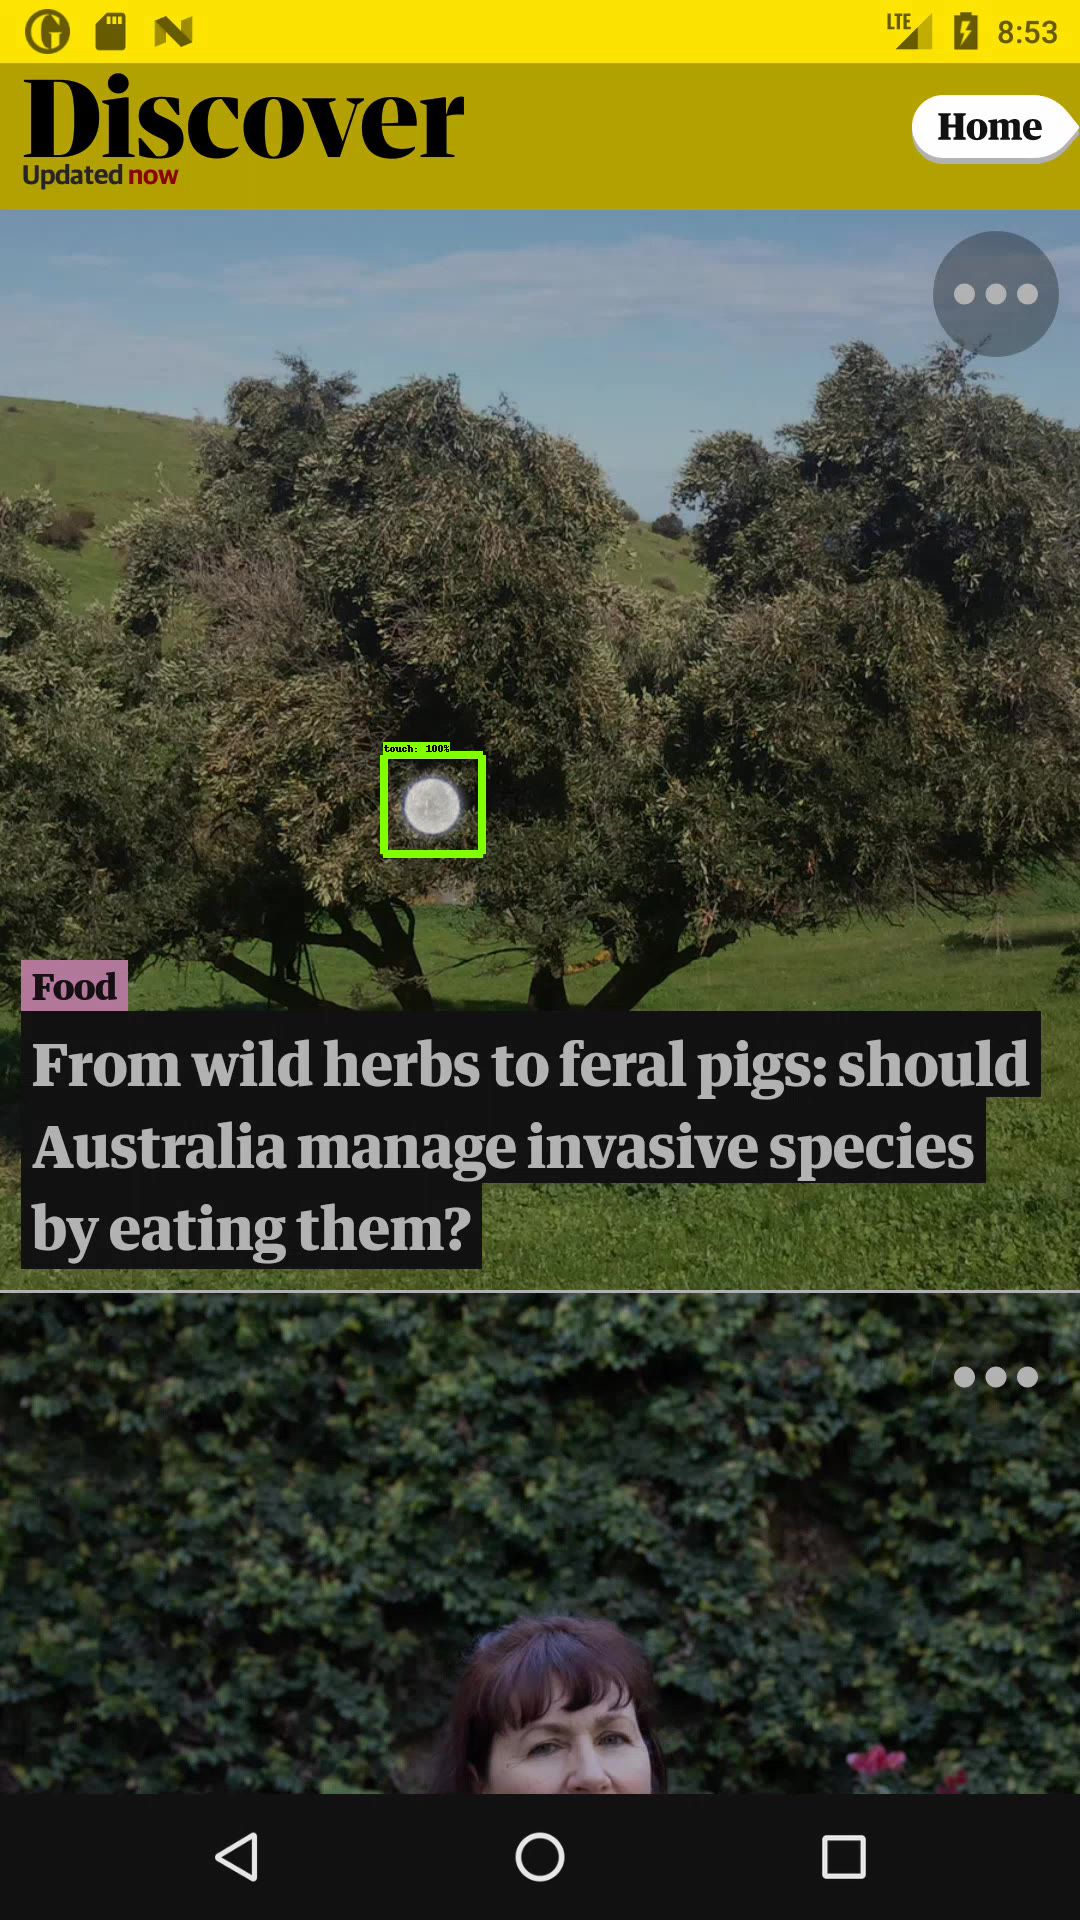 LTE 8:53
Discover
Home
Updated now
touch: 100%
Food
From wild herbs to feral pigs: should
Australia manage invasive species
by eating them?